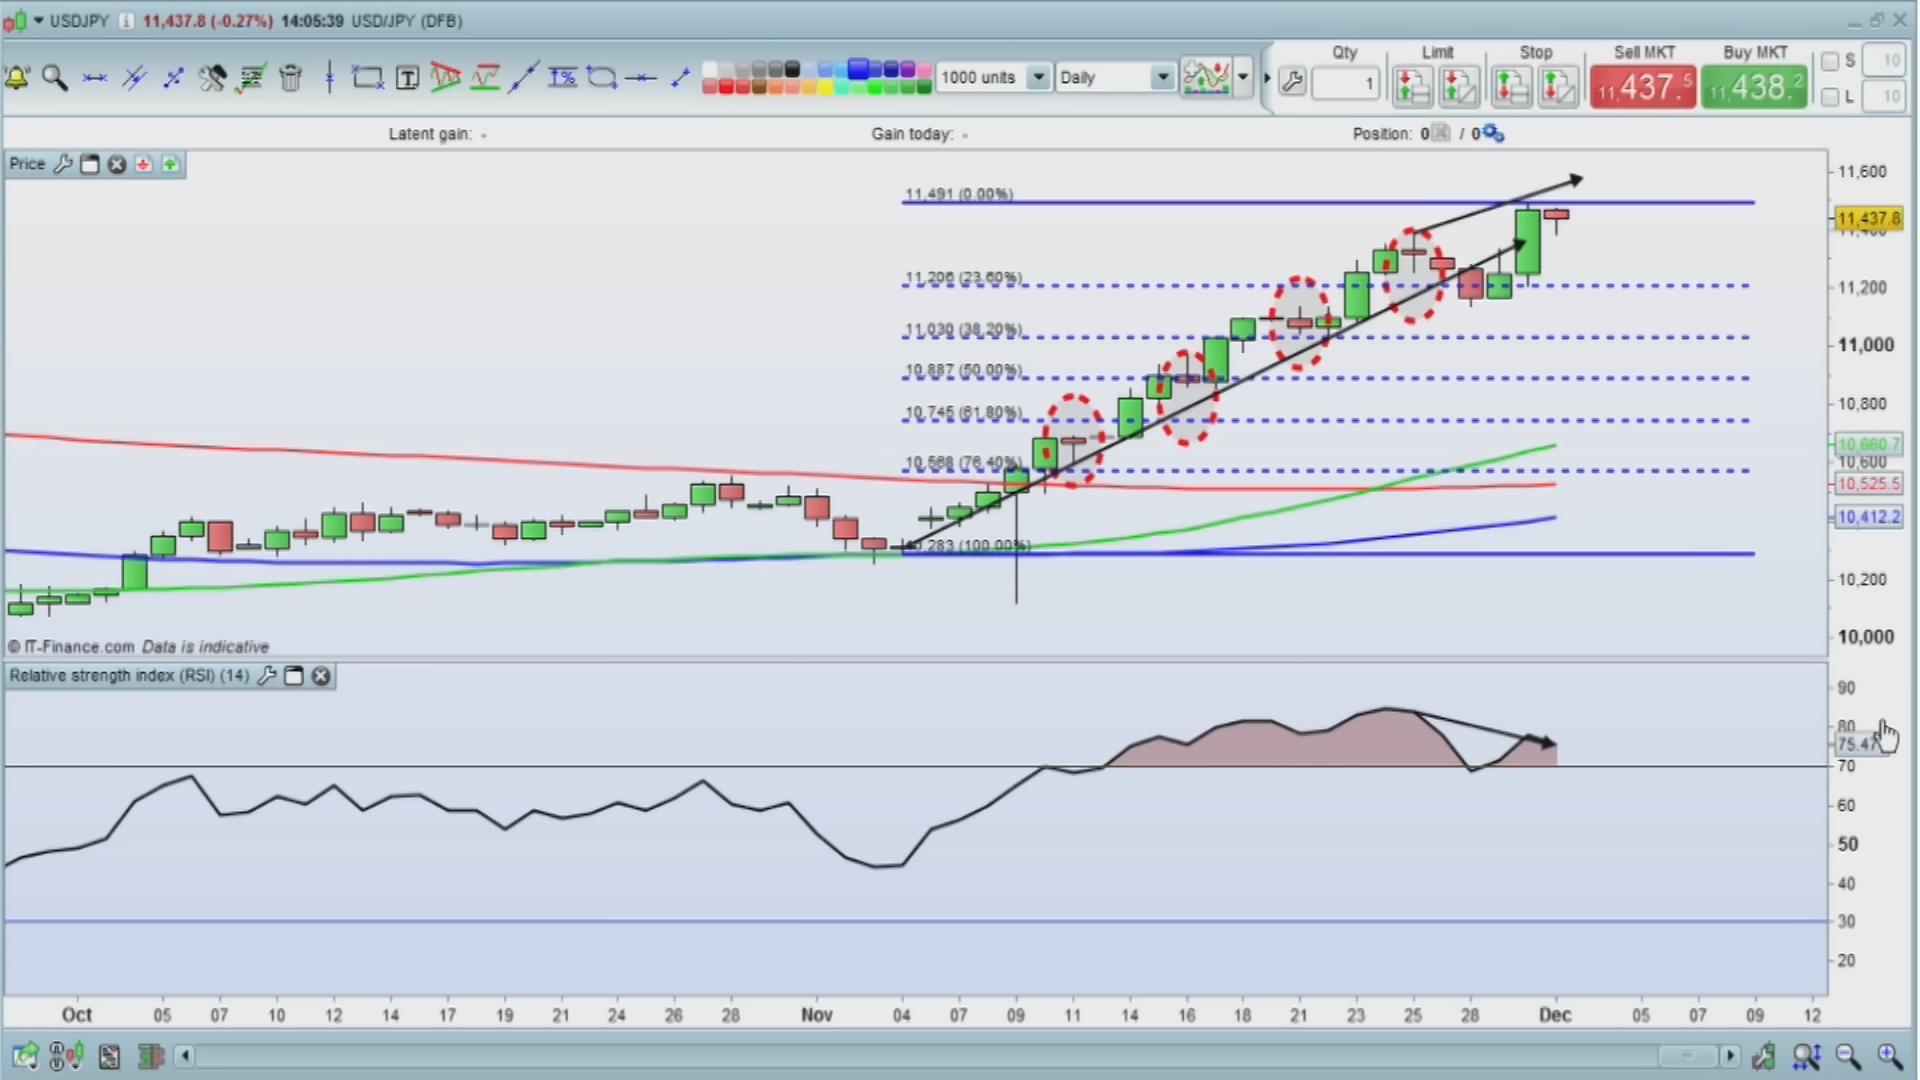 USDJPY 11,437.8 (-0.27%) 14:05:39 USD/JPY (DFB)
Qty Limit Stop Sell MKT Buy MKT
1000 units Daily 1 11,437.5 11,438.2
S 10
L 10
Latent gain: - Gain today: - Position: 0 / 0
Price
11,491 (0.00%)
11,206 (23.60%)
11,030 (38.20%)
10,887 (50.00%)
10,745 (61.80%)
10,568 (76.40%)
10,283 (100.00%)
11,600
11,437.8
11,400
11,200
11,000
10,800
10,660.7
10,600
10,525.5
10,412.2
10,200
10,000
© IT-Finance.com Data is indicative
Relative strength index (RSI) (14)
90
80
75.47
70
60
50
40
30
20
Oct 05 07 10 12 14 17 19 21 24 26 28 Nov 04 07 09 11 14 16 18 21 23 25 28 Dec 05 07 09 12